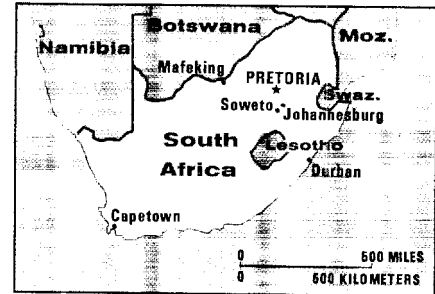 Botswana
Moz.
Namibia
Mafeking
PRETORIA
Swaz.
Soweto
Johannesburg
South
Africa
Lesotho
Durban
Capetown
0 500 MILES
0 500 KILOMETERS